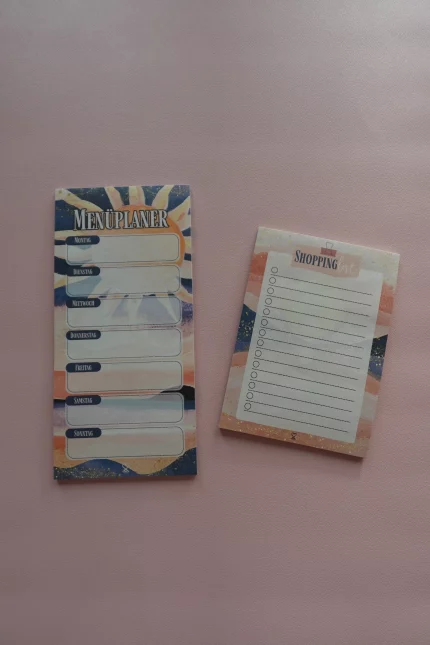 MENÜPLANER
MONTAG
DIENSTAG
MITTWOCH
DONNERSTAG
FREITAG
SAMSTAG
SONNTAG
SHOPPING